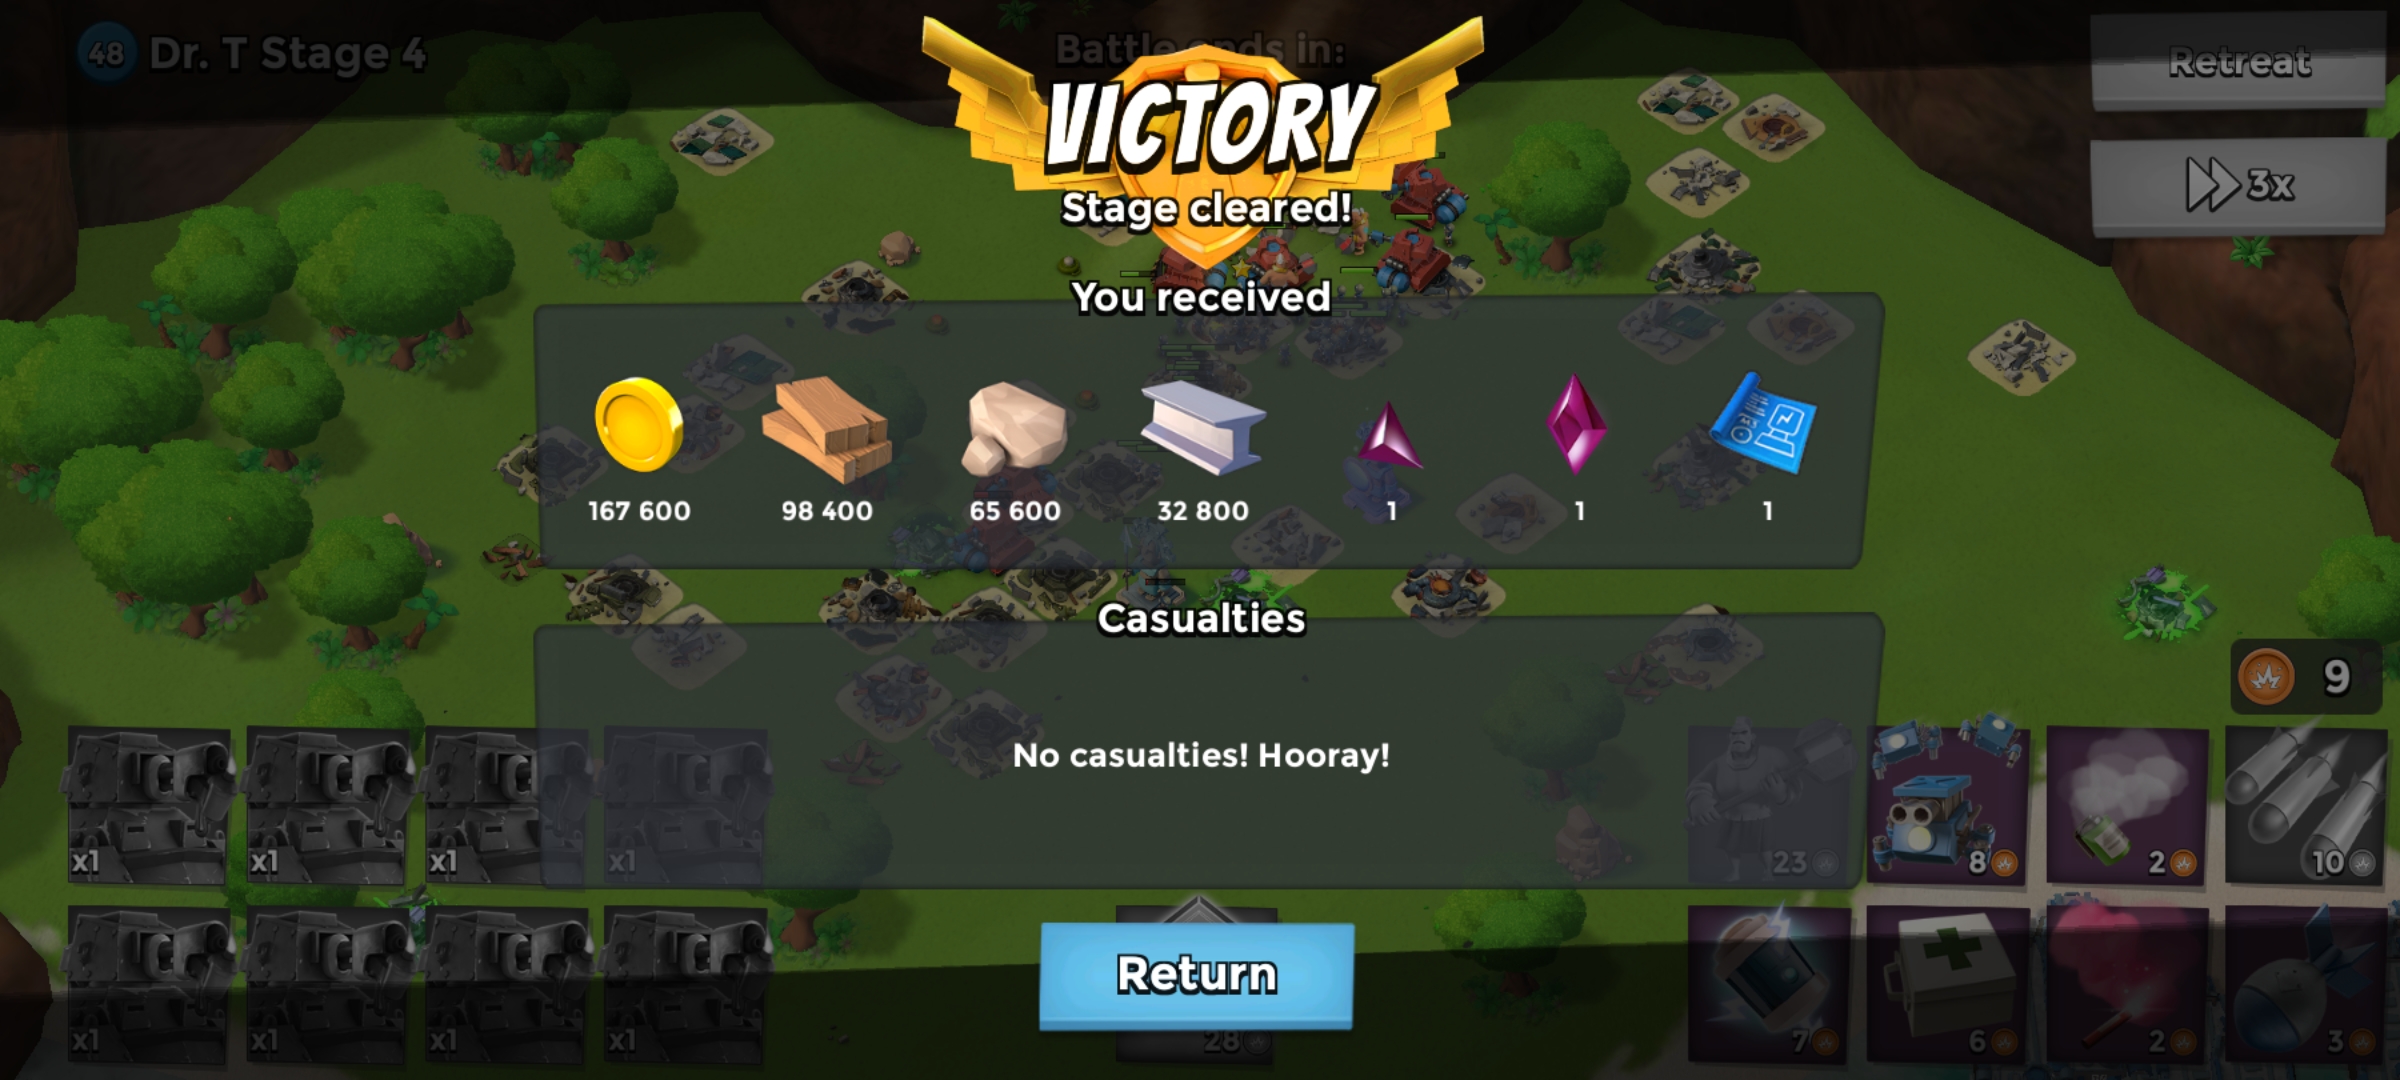 48 Dr. T Stage 4
Battle ends in:
Retreat
3x
VICTORY
Stage cleared!
You received
167 600
98 400
65 600
32 800
1
1
1
Casualties
No casualties! Hooray!
9
x1
x1
x1
x1
23
8
2
10
x1
x1
x1
x1
28
7
6
2
3
Return